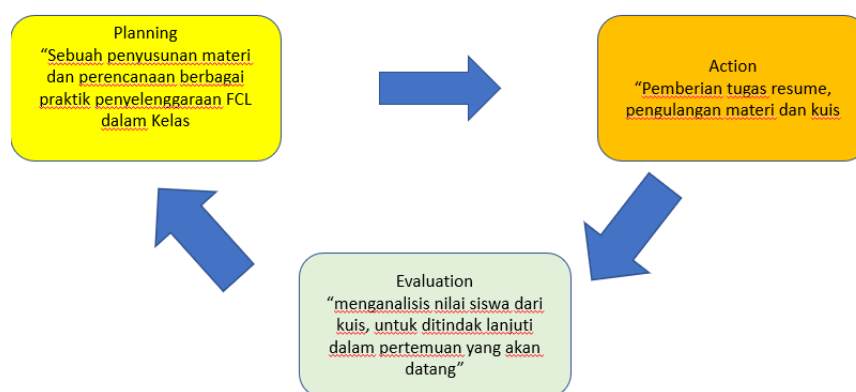 Planning
“Sebuah penyusunan materi
dan perencanaan berbagai
praktik penyelenggaraan FCL
dalam Kelas
Action
“Pemberian tugas resume,
pengulangan materi dan kuis
Evaluation
“menganalisis nilai siswa dari
kuis, untuk ditindak lanjuti
dalam pertemuan yang akan
datang”